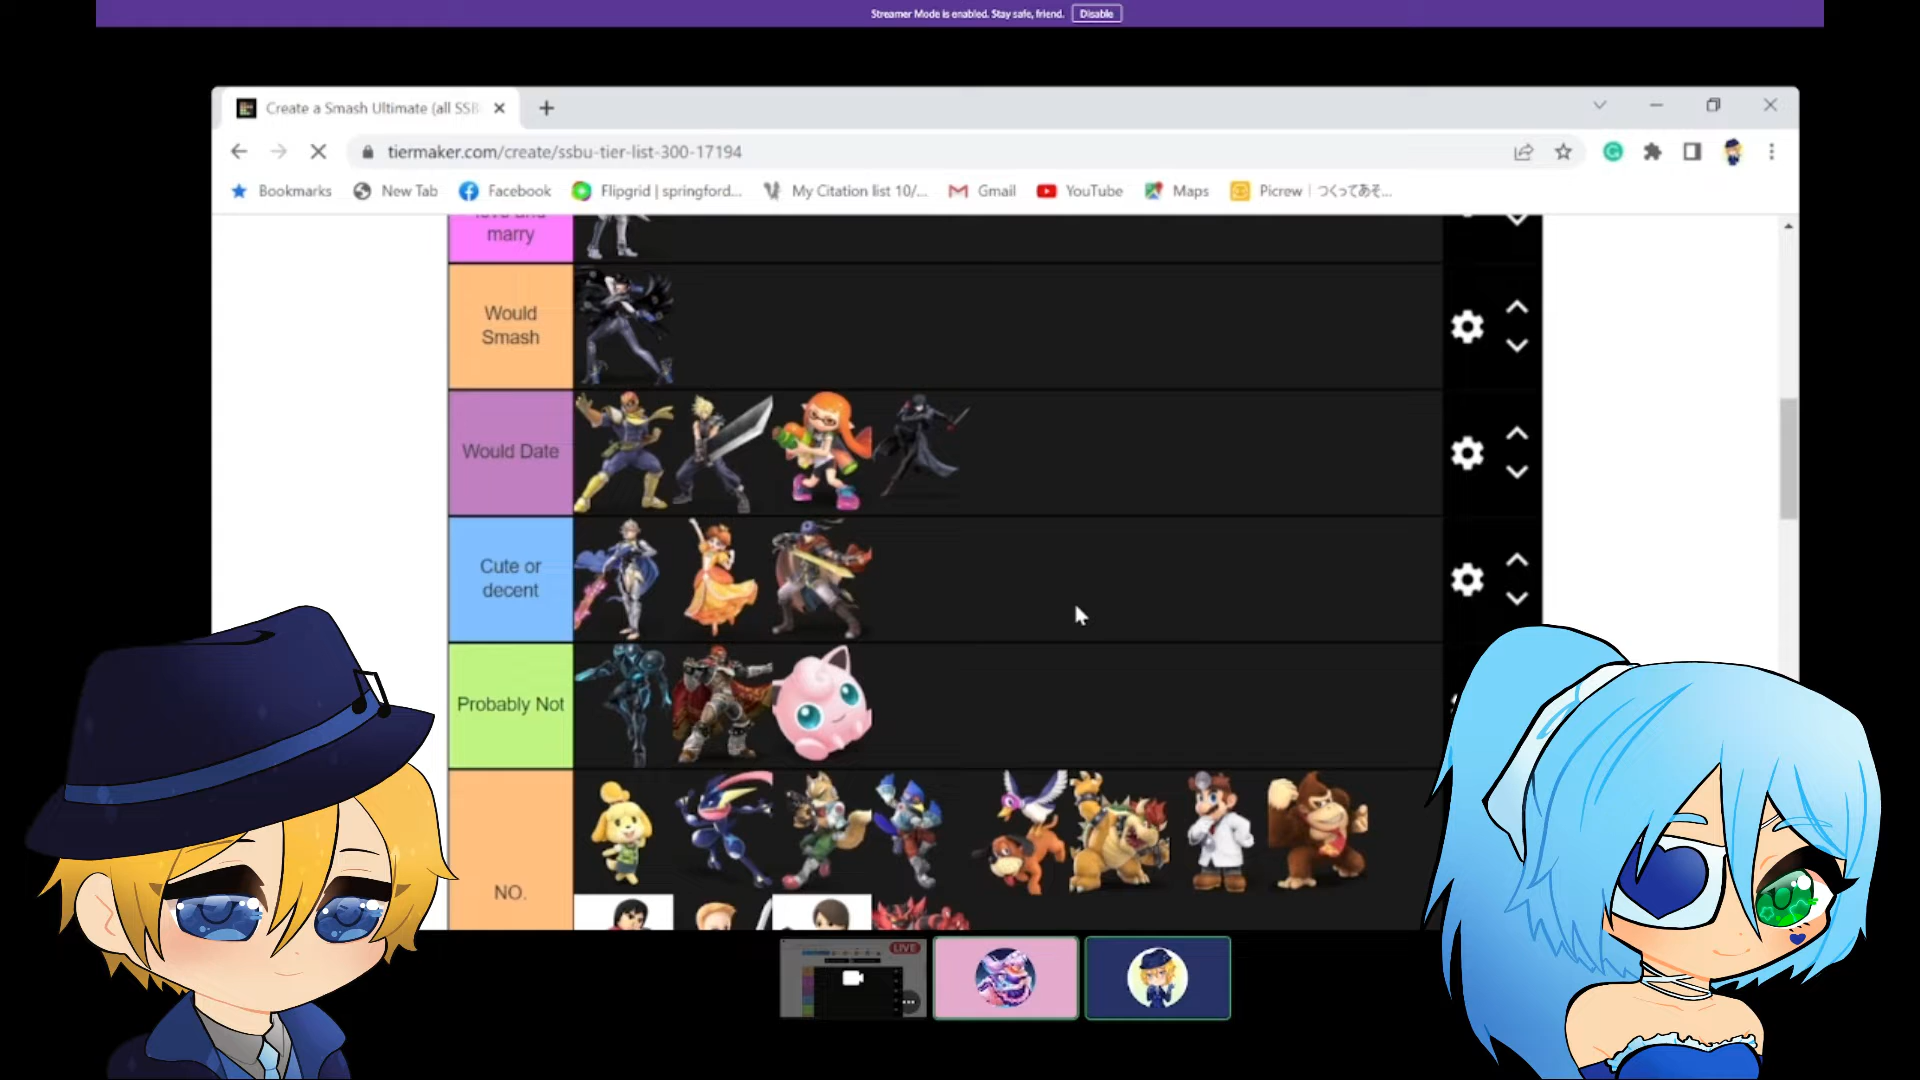 Streamer Mode is enabled. Stay safe, friend. Disable
Create a Smash Ultimate (all SSB
tiermaker.com/create/ssbu-tier-list-300-17194
Bookmarks New Tab Facebook Flipgrid | springford... My Citation list 10/... Gmail YouTube Maps Picrew | つくってあそ...
love and
marry
Would
Smash
Would Date
Cute or
decent
Probably Not
NO.
LIVE